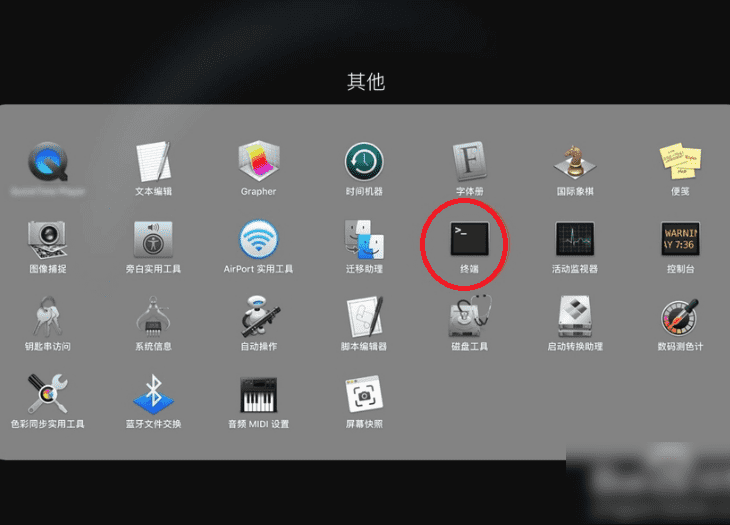 其他
文本编辑
Grapher
时间机器
字体册
国际象棋
便笺
图像捕捉
旁白实用工具
AirPort 实用工具
迁移助理
>_
终端
活动监视器
WARNIN
AY 7:36
控制台
钥匙串访问
系统信息
自动操作
脚本编辑器
磁盘工具
启动转换助理
数码测色计
色彩同步实用工具
蓝牙文件交换
音频 MIDI 设置
屏幕快照